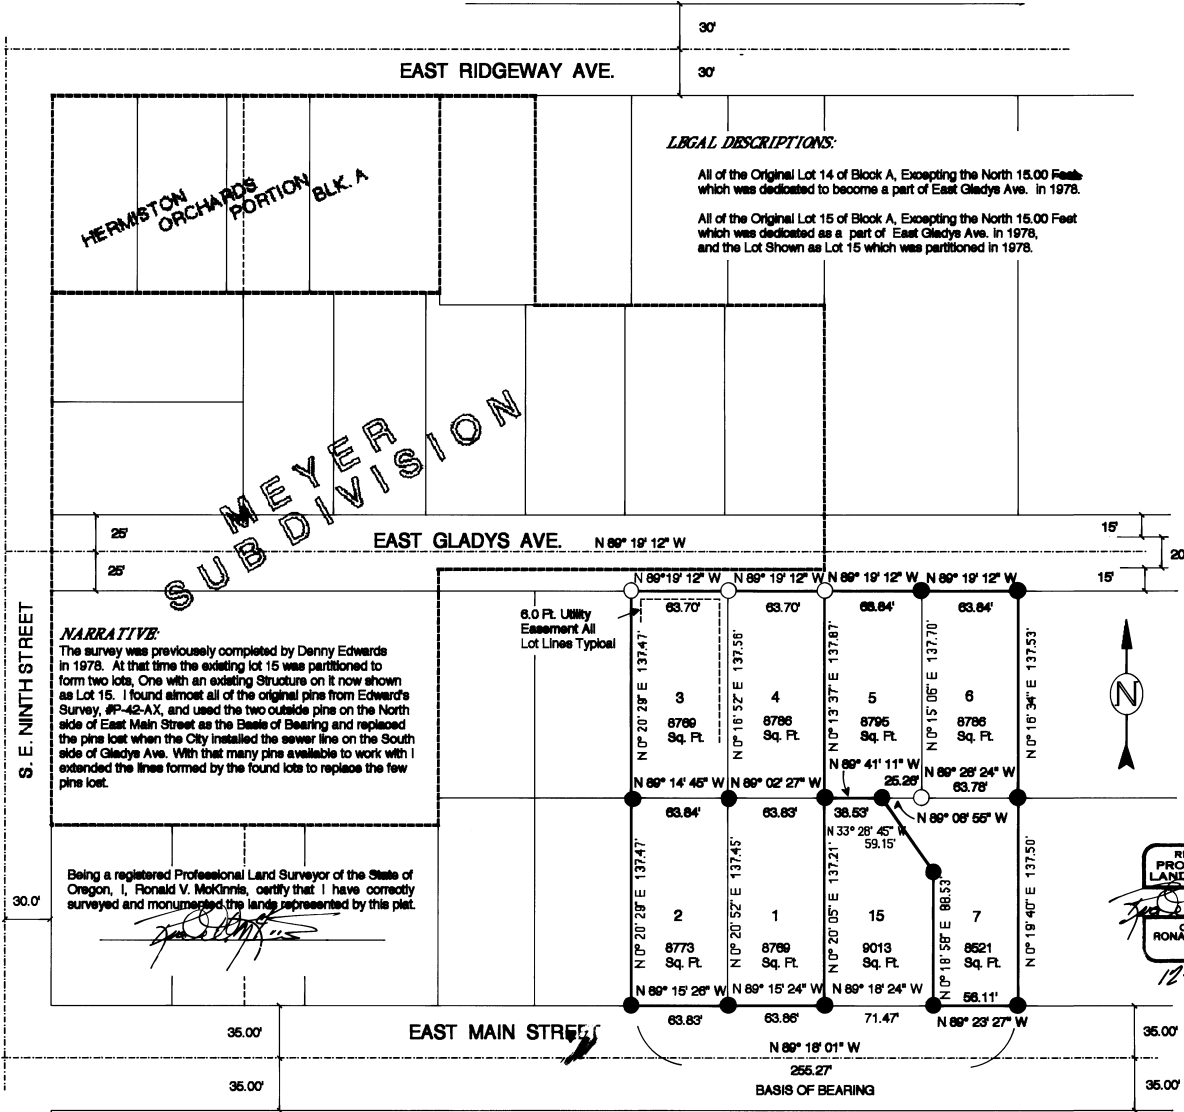 30'
EAST RIDGEWAY AVE.
30'
HERMISTON
ORCHARDS
PORTION BLK. A
LEGAL DESCRIPTIONS:
All of the Original Lot 14 of Block A, Excepting the North 15.00 Feet
which was dedicated to become a part of East Gladys Ave. in 1978.
All of the Original Lot 15 of Block A, Excepting the North 15.00 Feet
which was dedicated as a part of East Gladys Ave. in 1978,
and the Lot Shown as Lot 15 which was partitioned in 1978.
MEYER
SUBDIVISION
25'
25'
EAST GLADYS AVE. N 89° 19' 12" W
15'
20
15'
N 89° 19' 12" W N 89° 19' 12" W N 89° 19' 12" W N 89° 19' 12" W
63.70' 63.70' 63.84'
6.0 Ft. Utility
Easement All
Lot Lines Typical
S. E. NINTH STREET
NARRATIVE:
The survey was previousely completed by Denny Edwards
in 1978. At that time the existing lot 15 was partitioned to
form two lots, One with an existing Structure on it now shown
as Lot 15. I found almost all of the original pins from Edward's
Survey, #P-42-AX, and used the two outside pins on the North
side of East Main Street as the Basis of Bearing and replaced
the pins lost when the City installed the sewer line on the South
side of Gladys Ave. With that many pins available to work with I
extended the lines formed by the found lots to replace the few
pins lost.
N 0° 20' 29" E 137.47'
3
8769
Sq. Ft.
N 0° 16' 52" E 137.56'
4
8786
Sq. Ft.
N 0° 13' 37" E 137.87'
5
8795
Sq. Ft.
N 0° 15' 06" E 137.70'
6
8786
Sq. Ft.
N 0° 16' 34" E 137.53'
N
N 89° 14' 45" W N 89° 02' 27" W N 89° 41' 11" W
25.26' N 89° 28' 24" W
63.78'
63.84' 63.83' 38.53' N 89° 08' 55" W
N 33° 28' 45" W
59.15'
Being a registered Professional Land Surveyor of the State of
Oregon, I, Ronald V. McKinnis, certify that I have correctly
surveyed and monumented the lands represented by this plat.
30.0'
N 0° 20' 29" E 137.47'
2
8773
Sq. Ft.
N 0° 20' 52" E 137.45'
1
8769
Sq. Ft.
N 0° 20' 05" E 137.21'
15
9013
Sq. Ft.
N 0° 18' 58" E 88.53'
7
8521
Sq. Ft.
N 0° 19' 40" E 137.50'
PRO
LAND
RONA
12-
N 89° 15' 26" W N 89° 15' 24" W N 89° 18' 24" W
56.11'
63.83' 63.86' 71.47' N 89° 23' 27" W
35.00'
EAST MAIN STREET
35.00'
N 89° 18' 01" W
255.27'
BASIS OF BEARING
35.00'
35.00'